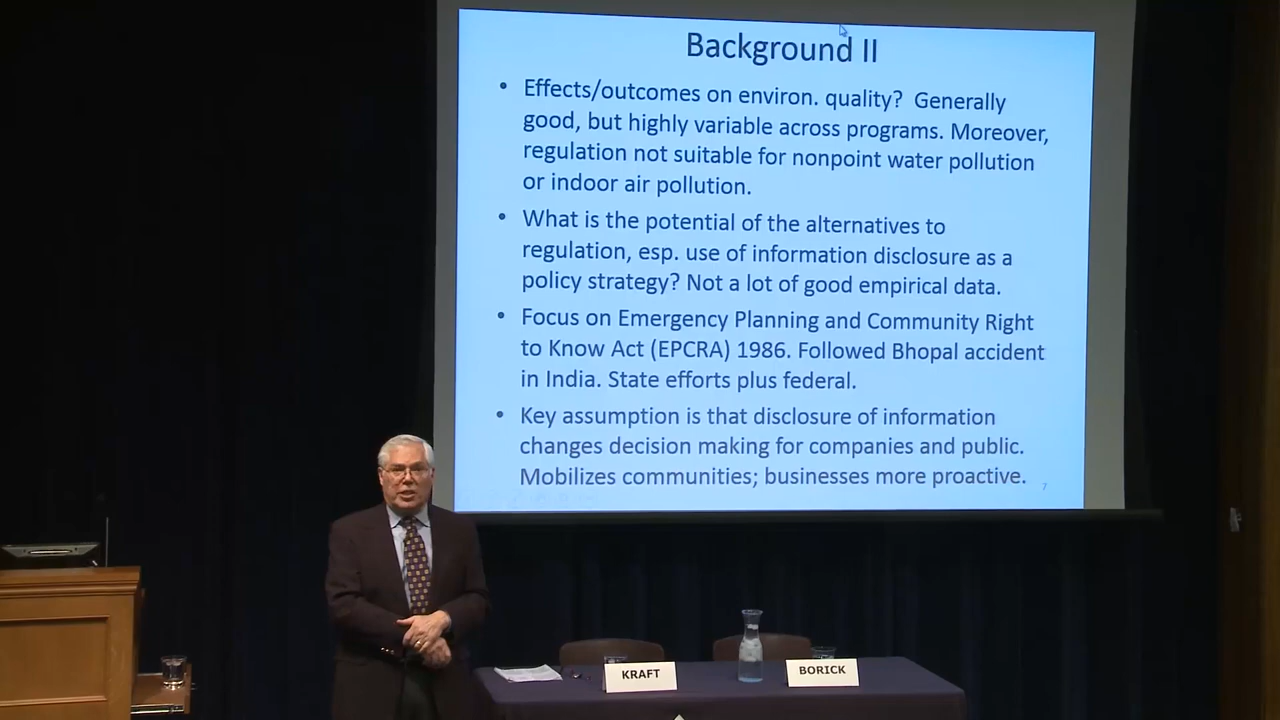 Background II
• Effects/outcomes on environ. quality? Generally
good, but highly variable across programs. Moreover,
regulation not suitable for nonpoint water pollution
or indoor air pollution.
• What is the potential of the alternatives to
regulation, esp. use of information disclosure as a
policy strategy? Not a lot of good empirical data.
• Focus on Emergency Planning and Community Right
to Know Act (EPCRA) 1986. Followed Bhopal accident
in India. State efforts plus federal.
• Key assumption is that disclosure of information
changes decision making for companies and public.
Mobilizes communities; businesses more proactive.
7
KRAFT
BORICK